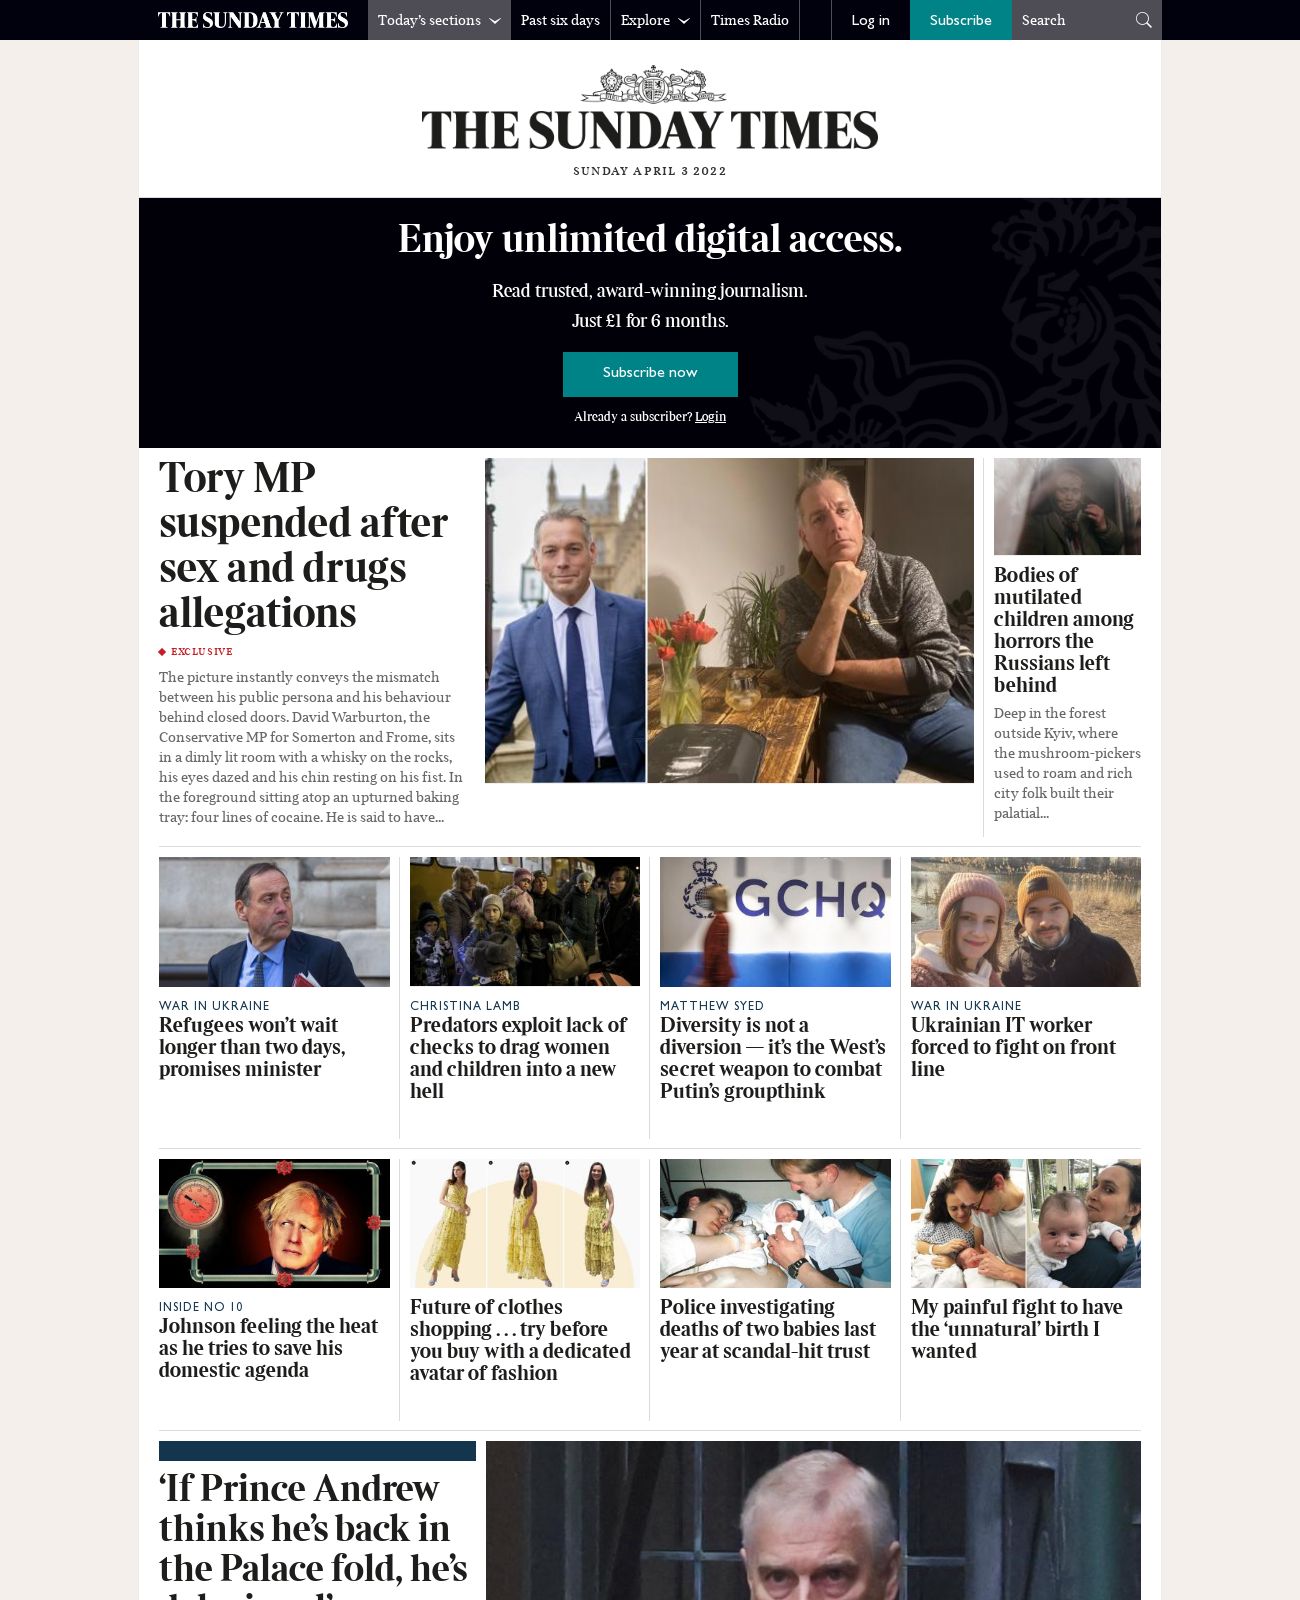 THE SUNDAY TIMES
Today's sections
Past six days
Explore
Times Radio
Log in
Subscribe
Search
THE SUNDAY TIMES
SUNDAY APRIL 3 2022
Enjoy unlimited digital access.
Read trusted, award-winning journalism.
Just £1 for 6 months.
Subscribe now
Already a subscriber? Login
Tory MP
suspended after
sex and drugs
allegations
EXCLUSIVE
The picture instantly conveys the mismatch
between his public persona and his behaviour
behind closed doors. David Warburton, the
Conservative MP for Somerton and Frome, sits
in a dimly lit room with a whisky on the rocks,
his eyes dazed and his chin resting on his fist. In
the foreground sitting atop an upturned baking
tray: four lines of cocaine. He is said to have...
Bodies of
mutilated
children among
horrors the
Russians left
behind
Deep in the forest
outside Kyiv, where
the mushroom-pickers
used to roam and rich
city folk built their
palatial...
WAR IN UKRAINE
Refugees won't wait
longer than two days,
promises minister
CHRISTINA LAMB
Predators exploit lack of
checks to drag women
and children into a new
hell
GCHQ
MATTHEW SYED
Diversity is not a
diversion — it's the West's
secret weapon to combat
Putin's groupthink
WAR IN UKRAINE
Ukrainian IT worker
forced to fight on front
line
INSIDE NO 10
Johnson feeling the heat
as he tries to save his
domestic agenda
Future of clothes
shopping . . . try before
you buy with a dedicated
avatar of fashion
Police investigating
deaths of two babies last
year at scandal-hit trust
My painful fight to have
the 'unnatural' birth I
wanted
'If Prince Andrew
thinks he's back in
the Palace fold, he's